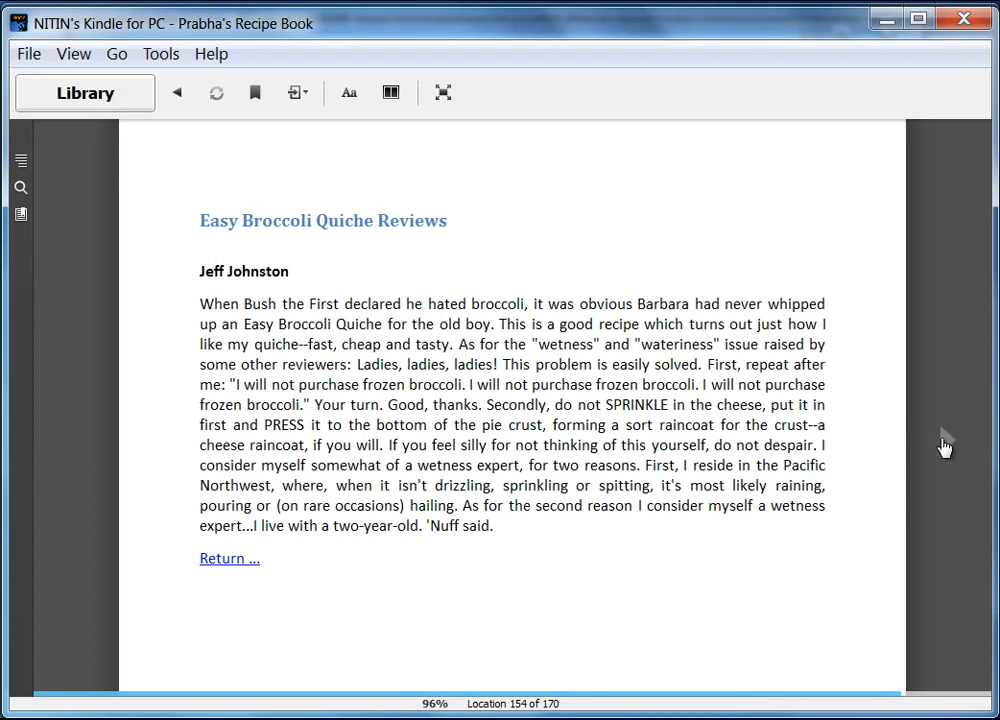 NITIN's Kindle for PC - Prabha's Recipe Book
File View Go Tools Help
Library
Aa
Easy Broccoli Quiche Reviews
Jeff Johnston
When Bush the First declared he hated broccoli, it was obvious Barbara had never whipped
up an Easy Broccoli Quiche for the old boy. This is a good recipe which turns out just how I
like my quiche--fast, cheap and tasty. As for the "wetness" and "wateriness" issue raised by
some other reviewers: Ladies, ladies, ladies! This problem is easily solved. First, repeat after
me: "I will not purchase frozen broccoli. I will not purchase frozen broccoli. I will not purchase
frozen broccoli." Your turn. Good, thanks. Secondly, do not SPRINKLE in the cheese, put it in
first and PRESS it to the bottom of the pie crust, forming a sort raincoat for the crust--a
cheese raincoat, if you will. If you feel silly for not thinking of this yourself, do not despair. I
consider myself somewhat of a wetness expert, for two reasons. First, I reside in the Pacific
Northwest, where, when it isn't drizzling, sprinkling or spitting, it's most likely raining,
pouring or (on rare occasions) hailing. As for the second reason I consider myself a wetness
expert...I live with a two-year-old. 'Nuff said.
Return ...
96% Location 154 of 170